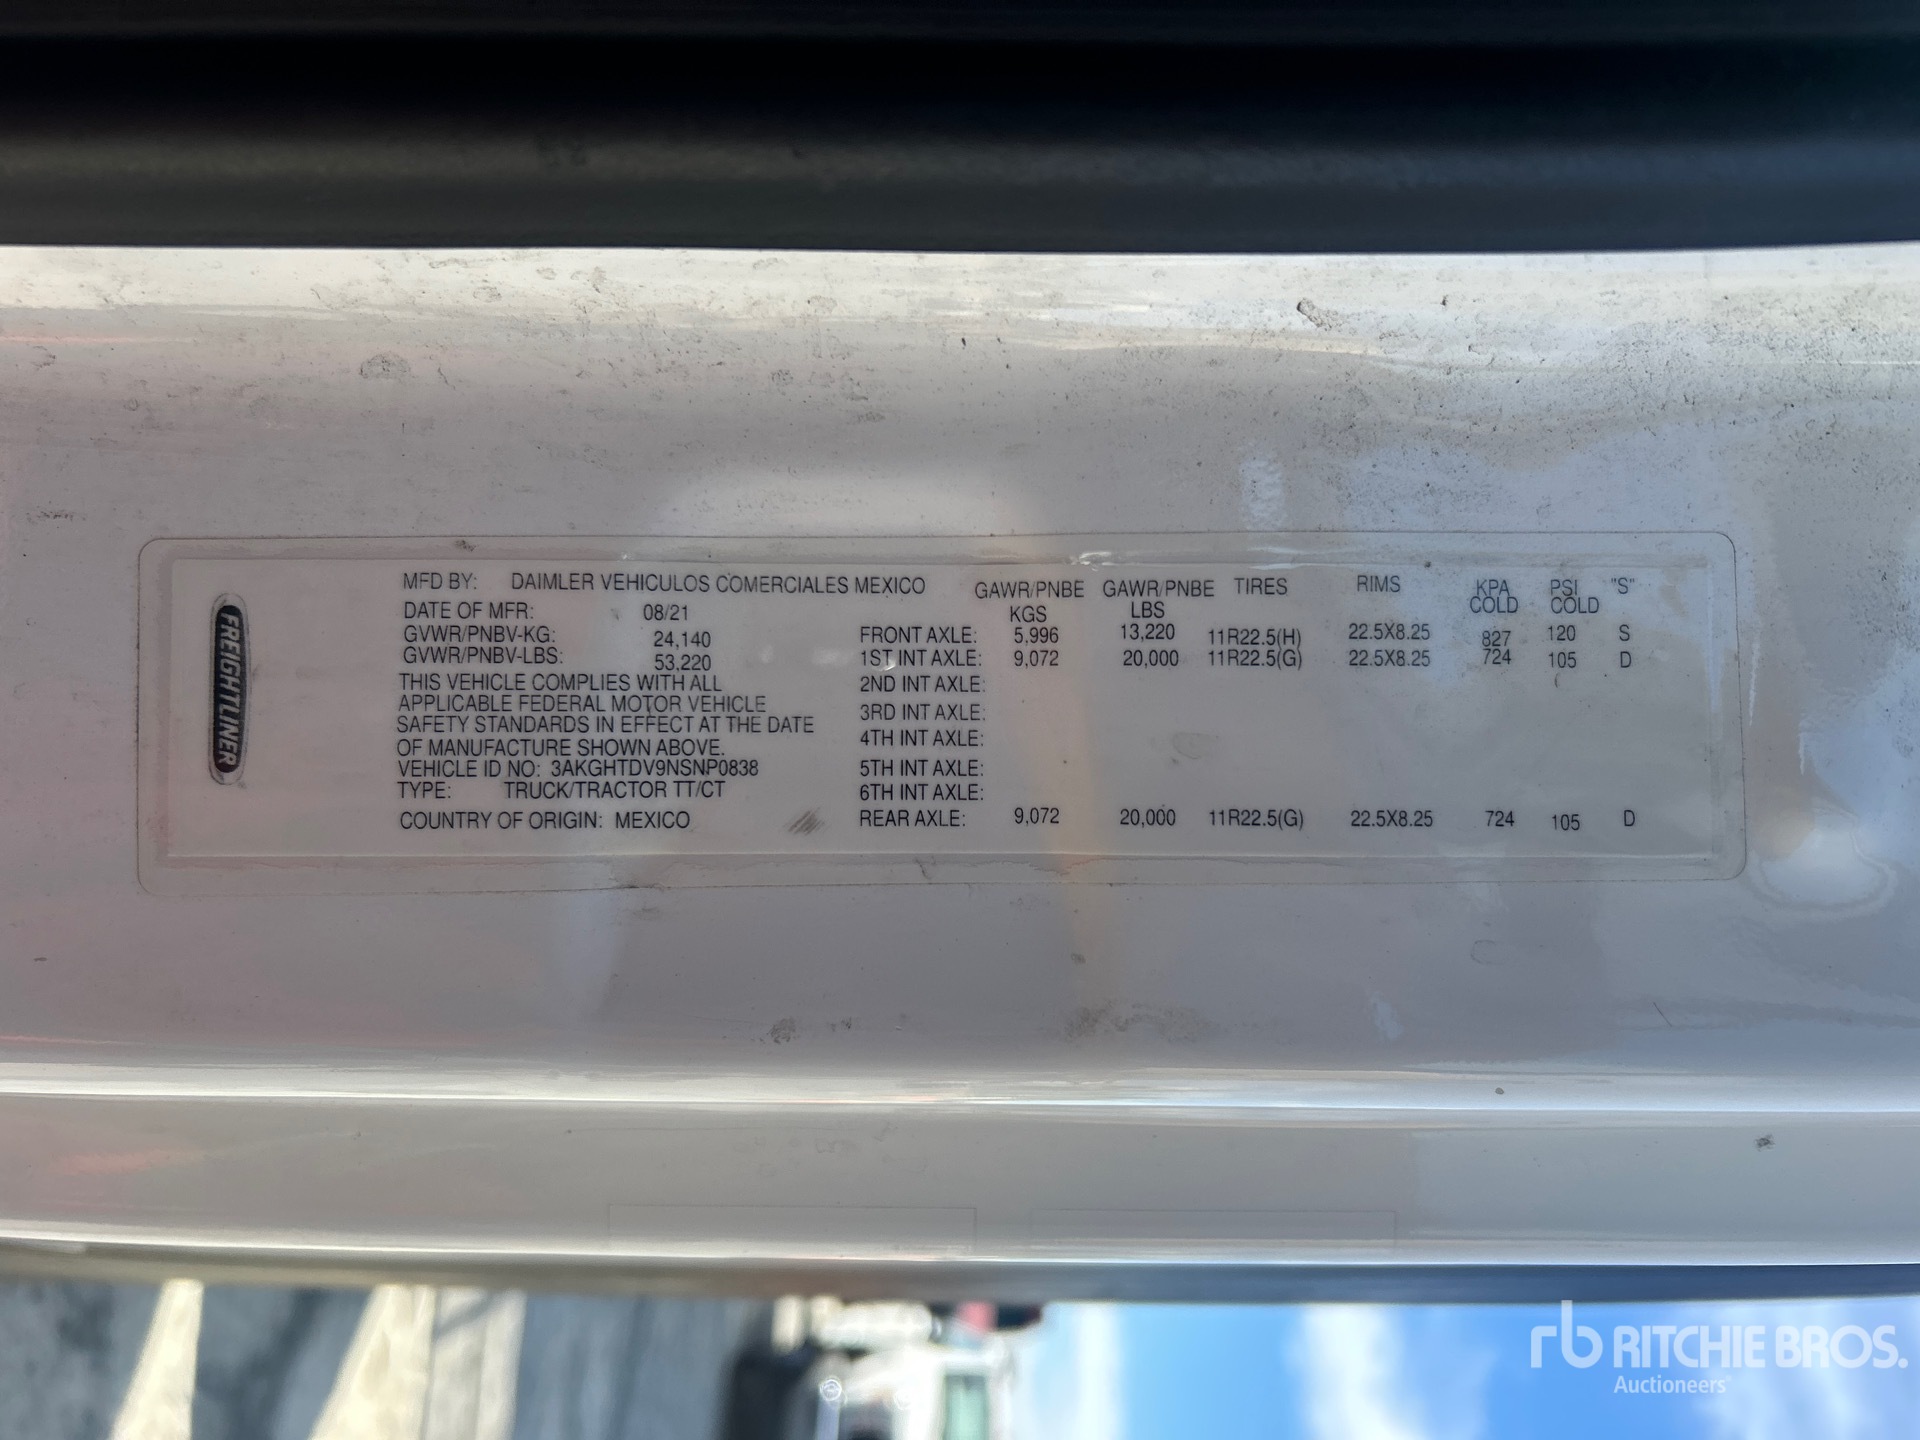 FREIGHTLINER
MFD BY: DAIMLER VEHICULOS COMERCIALES MEXICO
DATE OF MFR: 08/21
GVWR/PNBV-KG: 24,140
GVWR/PNBV-LBS: 53,220
THIS VEHICLE COMPLIES WITH ALL
APPLICABLE FEDERAL MOTOR VEHICLE
SAFETY STANDARDS IN EFFECT AT THE DATE
OF MANUFACTURE SHOWN ABOVE.
VEHICLE ID NO: 3AKGHTDV9NSNP0838
TYPE: TRUCK/TRACTOR TT/CT
COUNTRY OF ORIGIN: MEXICO
GAWR/PNBE GAWR/PNBE TIRES RIMS KPA PSI "S"
KGS LBS COLD COLD
FRONT AXLE: 5,996 13,220 11R22.5(H) 22.5X8.25 827 120 S
1ST INT AXLE: 9,072 20,000 11R22.5(G) 22.5X8.25 724 105 D
2ND INT AXLE:
3RD INT AXLE:
4TH INT AXLE:
5TH INT AXLE:
6TH INT AXLE:
REAR AXLE: 9,072 20,000 11R22.5(G) 22.5X8.25 724 105 D
rb RITCHIE BROS.
Auctioneers